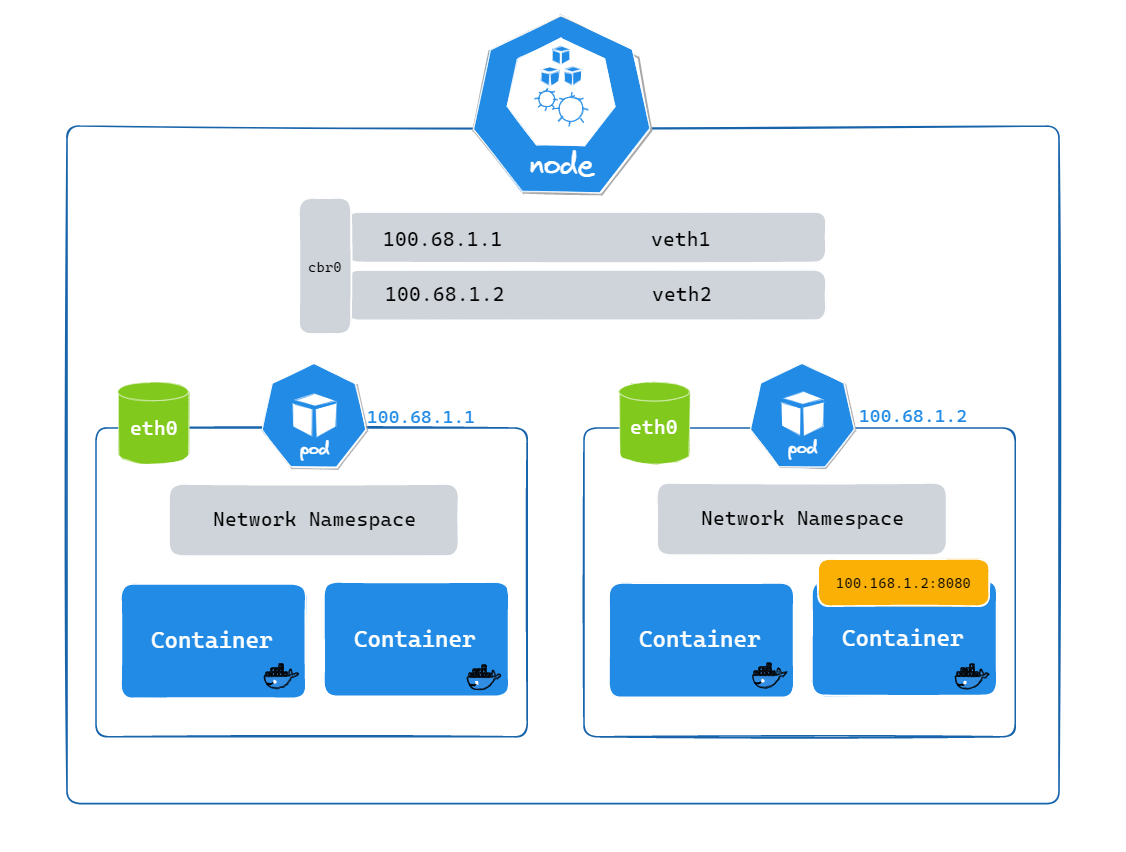 node
cbr0
100.68.1.1 veth1
100.68.1.2 veth2
eth0
pod
100.68.1.1
Network Namespace
Container
Container
eth0
pod
100.68.1.2
Network Namespace
100.168.1.2:8080
Container
Container